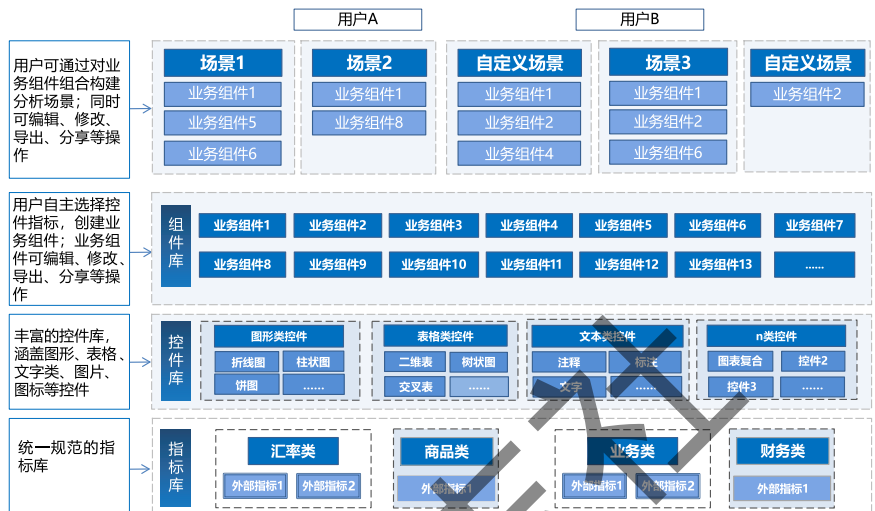 用户A
用户B
用户可通过对业
务组件组合构建
分析场景；同时
可编辑、修改、
导出、分享等操
作
场景1
业务组件1
业务组件5
业务组件6
场景2
业务组件1
业务组件8
自定义场景
业务组件1
业务组件2
业务组件4
场景3
业务组件1
业务组件2
业务组件6
自定义场景
业务组件2
用户自主选择控
件指标，创建业
务组件；业务组
件可编辑、修改、
导出、分享等操
作
组件库
业务组件1
业务组件2
业务组件3
业务组件4
业务组件5
业务组件6
业务组件7
业务组件8
业务组件9
业务组件10
业务组件11
业务组件12
业务组件13
……
丰富的控件库，
涵盖图形、表格、
文字类、图片、
图标等控件
控件库
图形类控件
折线图
柱状图
饼图
……
表格类控件
二维表
树状图
交叉表
……
文本类控件
注释
标注
文字
……
n类控件
图表复合
控件2
控件3
……
统一规范的指
标库
指标库
汇率类
外部指标1
外部指标2
商品类
外部指标1
业务类
外部指标1
外部指标2
财务类
外部指标1
社